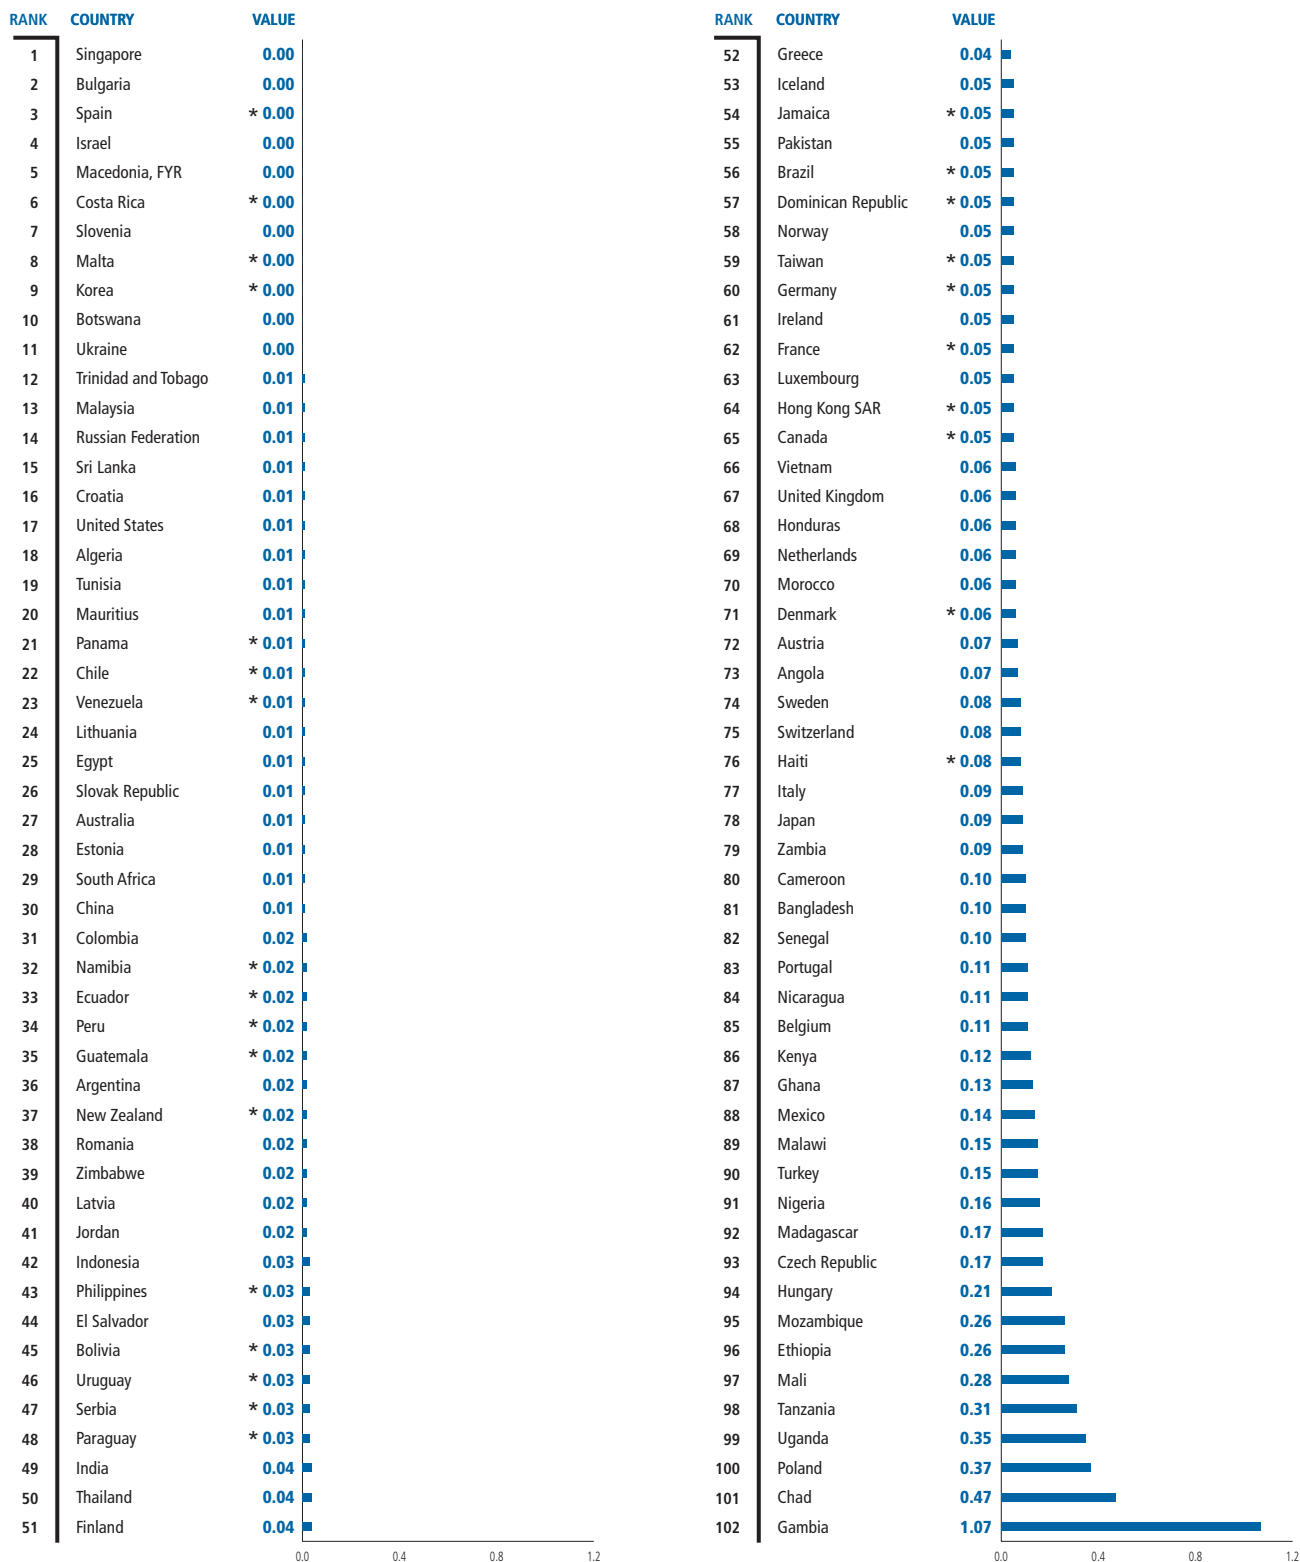 RANK COUNTRY VALUE
1 Singapore 0.00
2 Bulgaria 0.00
3 Spain * 0.00
4 Israel 0.00
5 Macedonia, FYR 0.00
6 Costa Rica * 0.00
7 Slovenia 0.00
8 Malta * 0.00
9 Korea * 0.00
10 Botswana 0.00
11 Ukraine 0.00
12 Trinidad and Tobago 0.01
13 Malaysia 0.01
14 Russian Federation 0.01
15 Sri Lanka 0.01
16 Croatia 0.01
17 United States 0.01
18 Algeria 0.01
19 Tunisia 0.01
20 Mauritius 0.01
21 Panama * 0.01
22 Chile * 0.01
23 Venezuela * 0.01
24 Lithuania 0.01
25 Egypt 0.01
26 Slovak Republic 0.01
27 Australia 0.01
28 Estonia 0.01
29 South Africa 0.01
30 China 0.01
31 Colombia 0.02
32 Namibia * 0.02
33 Ecuador * 0.02
34 Peru * 0.02
35 Guatemala * 0.02
36 Argentina 0.02
37 New Zealand * 0.02
38 Romania 0.02
39 Zimbabwe 0.02
40 Latvia 0.02
41 Jordan 0.02
42 Indonesia 0.03
43 Philippines * 0.03
44 El Salvador 0.03
45 Bolivia * 0.03
46 Uruguay * 0.03
47 Serbia * 0.03
48 Paraguay * 0.03
49 India 0.04
50 Thailand 0.04
51 Finland 0.04
0.0 0.4 0.8 1.2
RANK COUNTRY VALUE
52 Greece 0.04
53 Iceland 0.05
54 Jamaica * 0.05
55 Pakistan 0.05
56 Brazil * 0.05
57 Dominican Republic * 0.05
58 Norway 0.05
59 Taiwan * 0.05
60 Germany * 0.05
61 Ireland 0.05
62 France * 0.05
63 Luxembourg 0.05
64 Hong Kong SAR * 0.05
65 Canada * 0.05
66 Vietnam 0.06
67 United Kingdom 0.06
68 Honduras 0.06
69 Netherlands 0.06
70 Morocco 0.06
71 Denmark * 0.06
72 Austria 0.07
73 Angola 0.07
74 Sweden 0.08
75 Switzerland 0.08
76 Haiti * 0.08
77 Italy 0.09
78 Japan 0.09
79 Zambia 0.09
80 Cameroon 0.10
81 Bangladesh 0.10
82 Senegal 0.10
83 Portugal 0.11
84 Nicaragua 0.11
85 Belgium 0.11
86 Kenya 0.12
87 Ghana 0.13
88 Mexico 0.14
89 Malawi 0.15
90 Turkey 0.15
91 Nigeria 0.16
92 Madagascar 0.17
93 Czech Republic 0.17
94 Hungary 0.21
95 Mozambique 0.26
96 Ethiopia 0.26
97 Mali 0.28
98 Tanzania 0.31
99 Uganda 0.35
100 Poland 0.37
101 Chad 0.47
102 Gambia 1.07
0.0 0.4 0.8 1.2